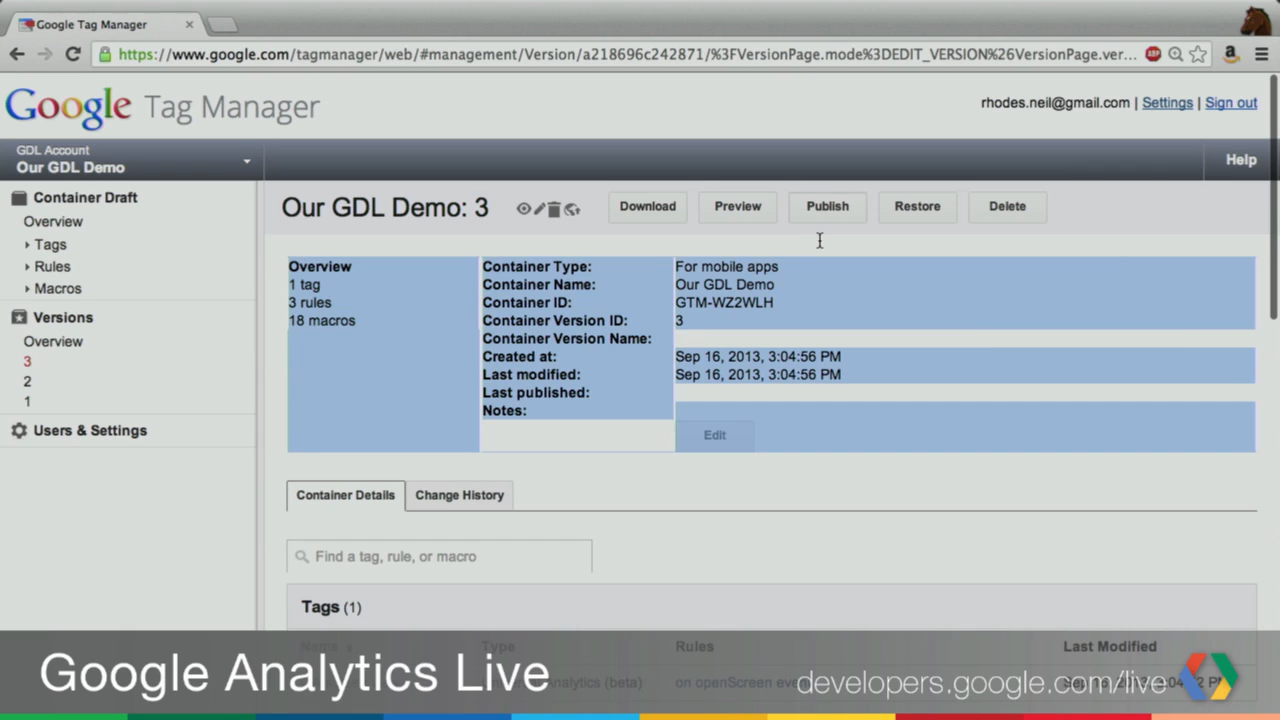 Google Tag Manager
https://www.google.com/tagmanager/web/#management/Version/a218696c242871/%3FVersionPage.mode%3DEDIT_VERSION%26VersionPage.ver...
Google Tag Manager
rhodes.neil@gmail.com | Settings | Sign out
GDL Account
Our GDL Demo
Help
Container Draft
Overview
Tags
Rules
Macros
Versions
Overview
3
2
1
Users & Settings
Our GDL Demo: 3
Download
Preview
Publish
Restore
Delete
Overview
1 tag
3 rules
18 macros
Container Type: For mobile apps
Container Name: Our GDL Demo
Container ID: GTM-WZ2WLH
Container Version ID: 3
Container Version Name:
Created at: Sep 16, 2013, 3:04:56 PM
Last modified: Sep 16, 2013, 3:04:56 PM
Last published:
Notes:
Edit
Container Details
Change History
Find a tag, rule, or macro
Tags (1)
Name Type Rules Last Modified
Analytics (beta) on openScreen
Google Analytics Live
developers.google.com/live